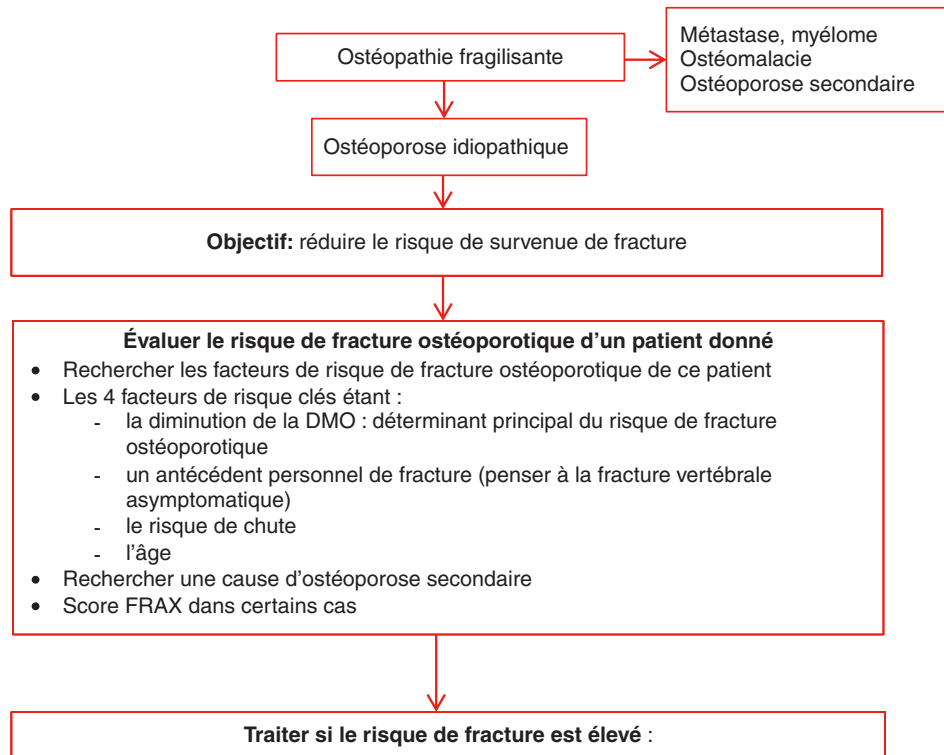 Ostéopathie fragilisante
Métastase, myélome
Ostéomalacie
Ostéoporose secondaire
Ostéoporose idiopathique
Objectif: réduire le risque de survenue de fracture
Évaluer le risque de fracture ostéoporotique d'un patient donné
• Rechercher les facteurs de risque de fracture ostéoporotique de ce patient
• Les 4 facteurs de risque clés étant :
- la diminution de la DMO : déterminant principal du risque de fracture
ostéoporotique
- un antécédent personnel de fracture (penser à la fracture vertébrale
asymptomatique)
- le risque de chute
- l'âge
• Rechercher une cause d'ostéoporose secondaire
• Score FRAX dans certains cas
Traiter si le risque de fracture est élevé :